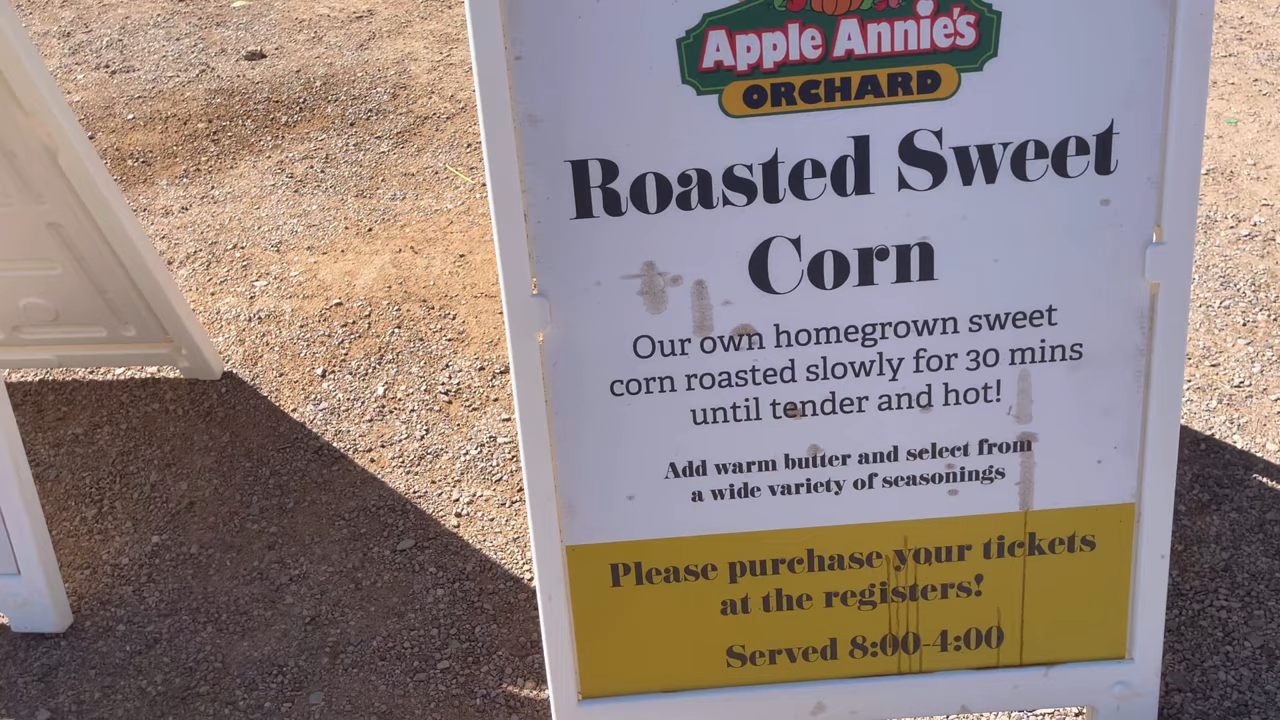 Apple Annie's
ORCHARD
Roasted Sweet
Corn
Our own homegrown sweet
corn roasted slowly for 30 mins
until tender and hot!
Add warm butter and select from
a wide variety of seasonings
Please purchase your tickets
at the registers!
Served 8:00-4:00